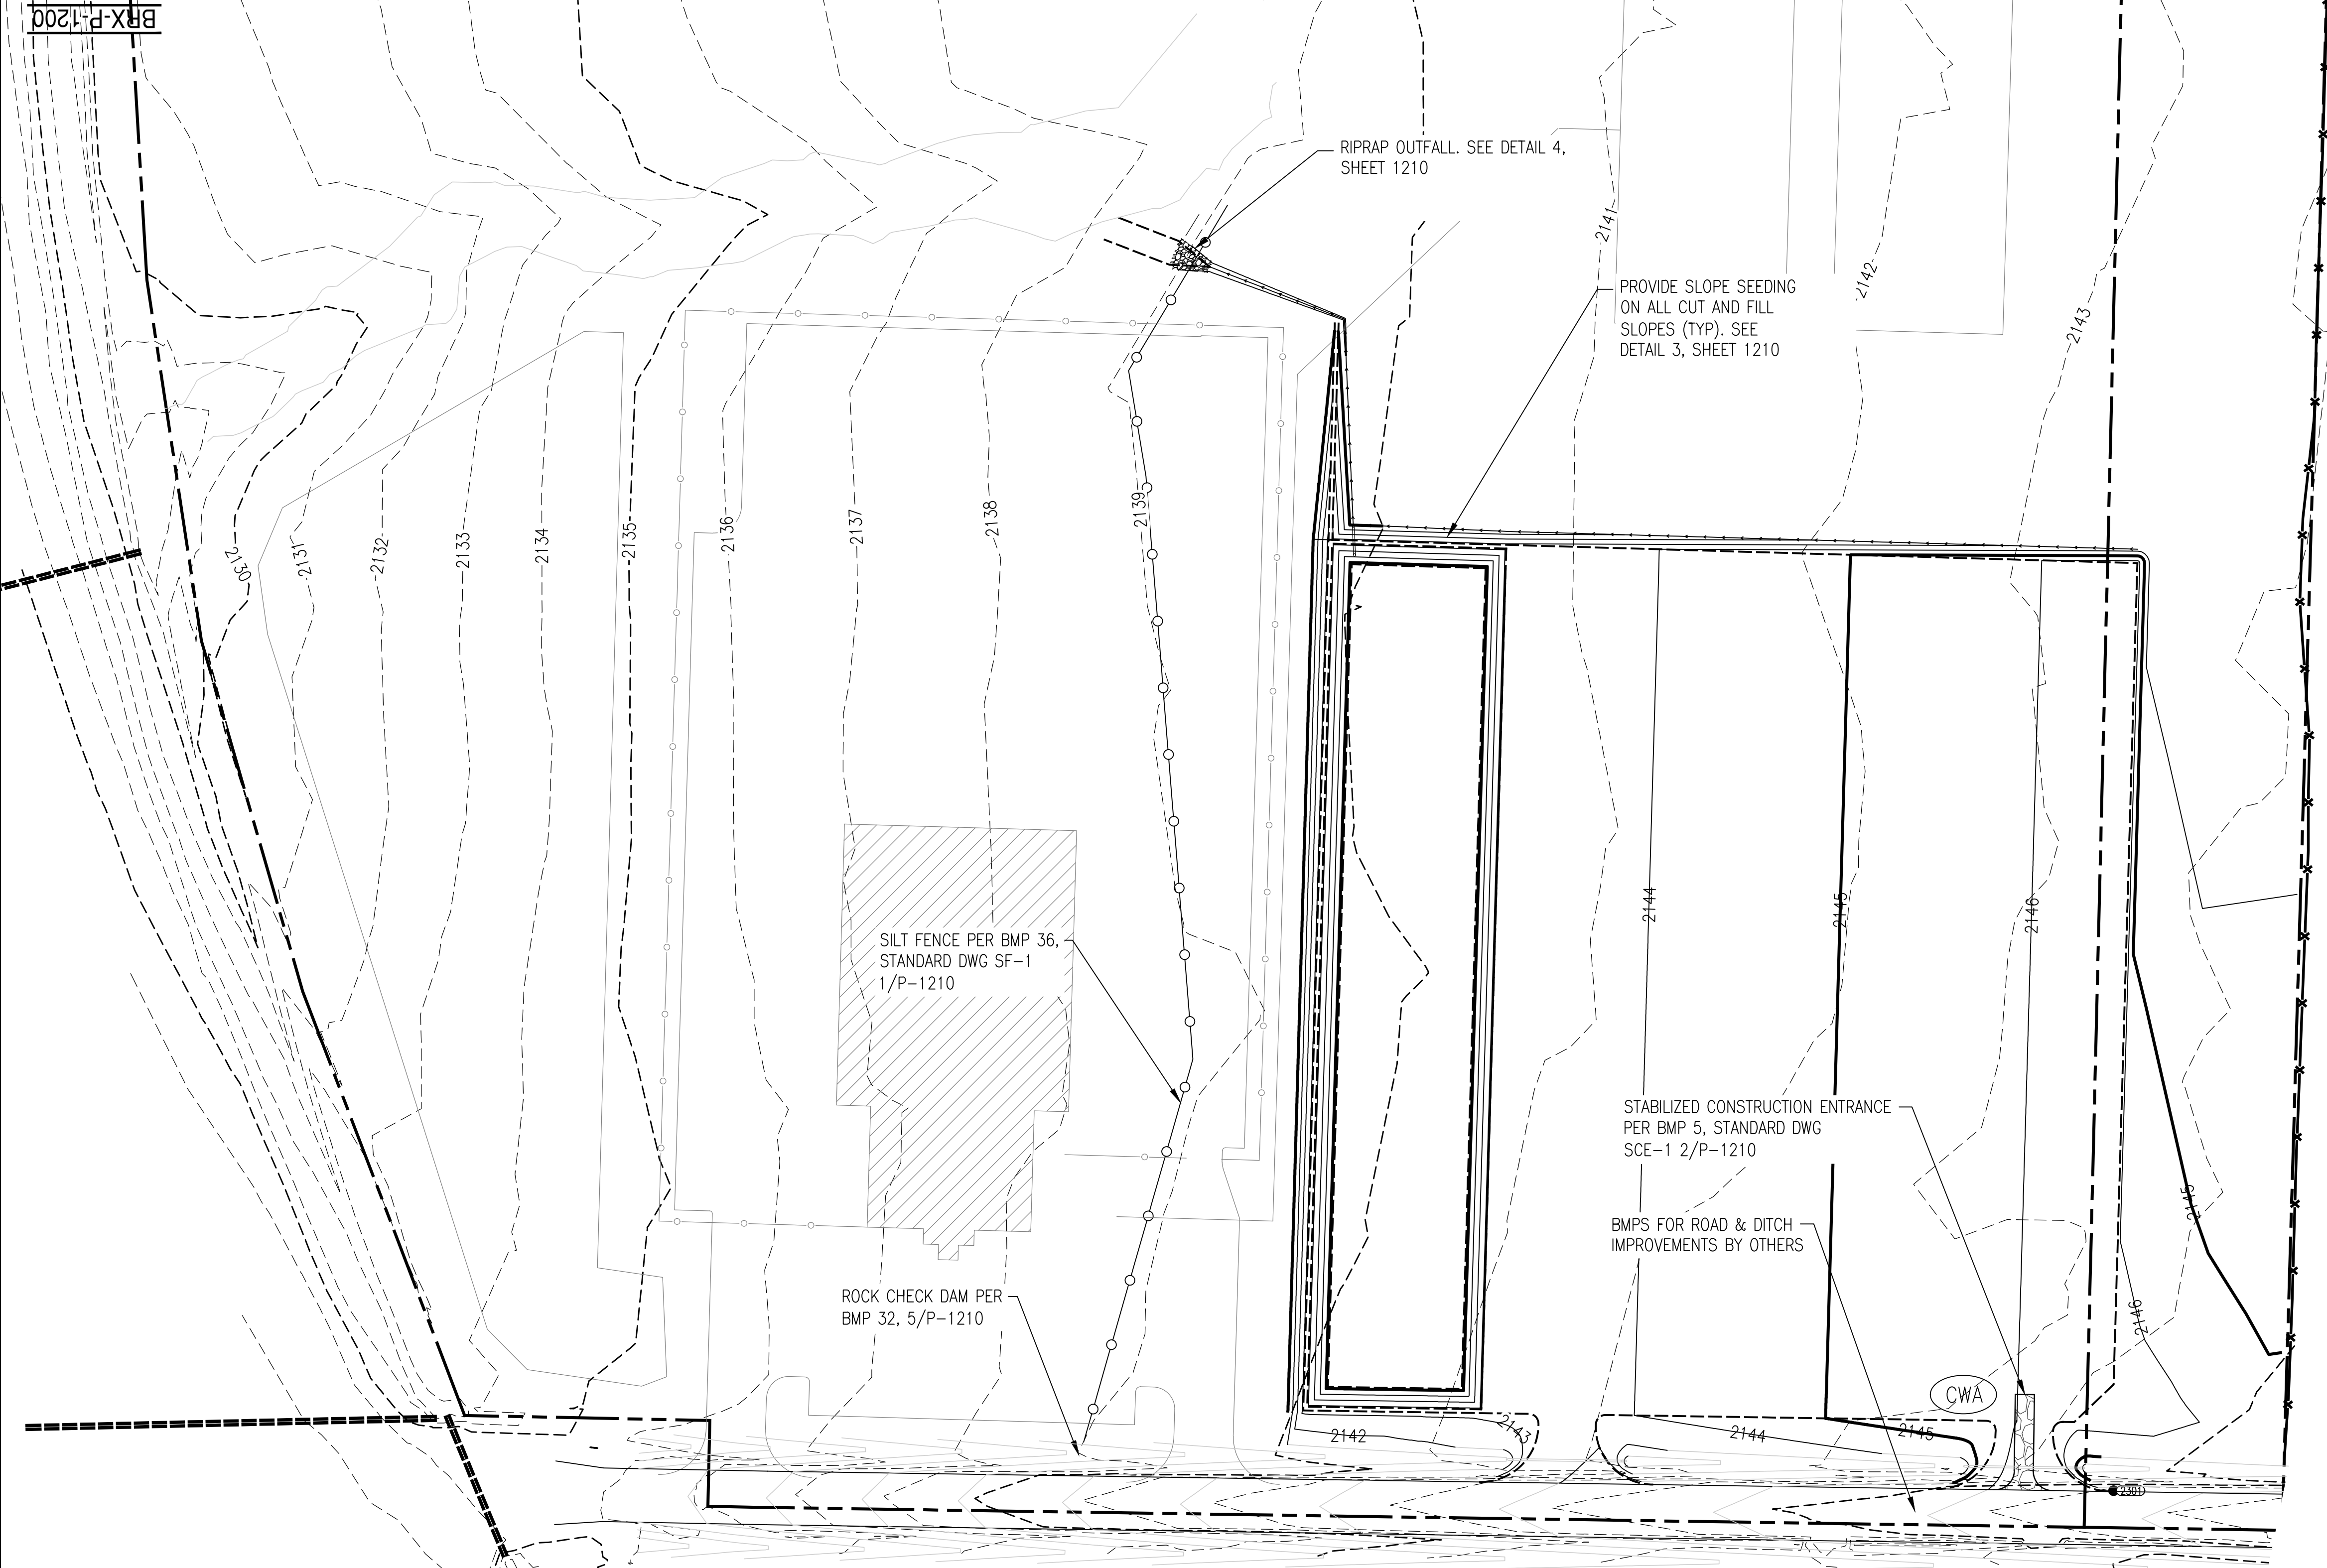 BRX-P-1200
RIPRAP OUTFALL. SEE DETAIL 4,
SHEET 1210
PROVIDE SLOPE SEEDING
ON ALL CUT AND FILL
SLOPES (TYP). SEE
DETAIL 3, SHEET 1210
2141
2142
2143
2130
2131
2132
2133
2134
2135
2136
2137
2138
2139
2144
2145
2146
SILT FENCE PER BMP 36,
STANDARD DWG SF-1
1/P-1210
STABILIZED CONSTRUCTION ENTRANCE
PER BMP 5, STANDARD DWG
SCE-1 2/P-1210
2145
BMPS FOR ROAD & DITCH
IMPROVEMENTS BY OTHERS
ROCK CHECK DAM PER
BMP 32, 5/P-1210
2146
CWA
2142
2143
2144
2145
2301